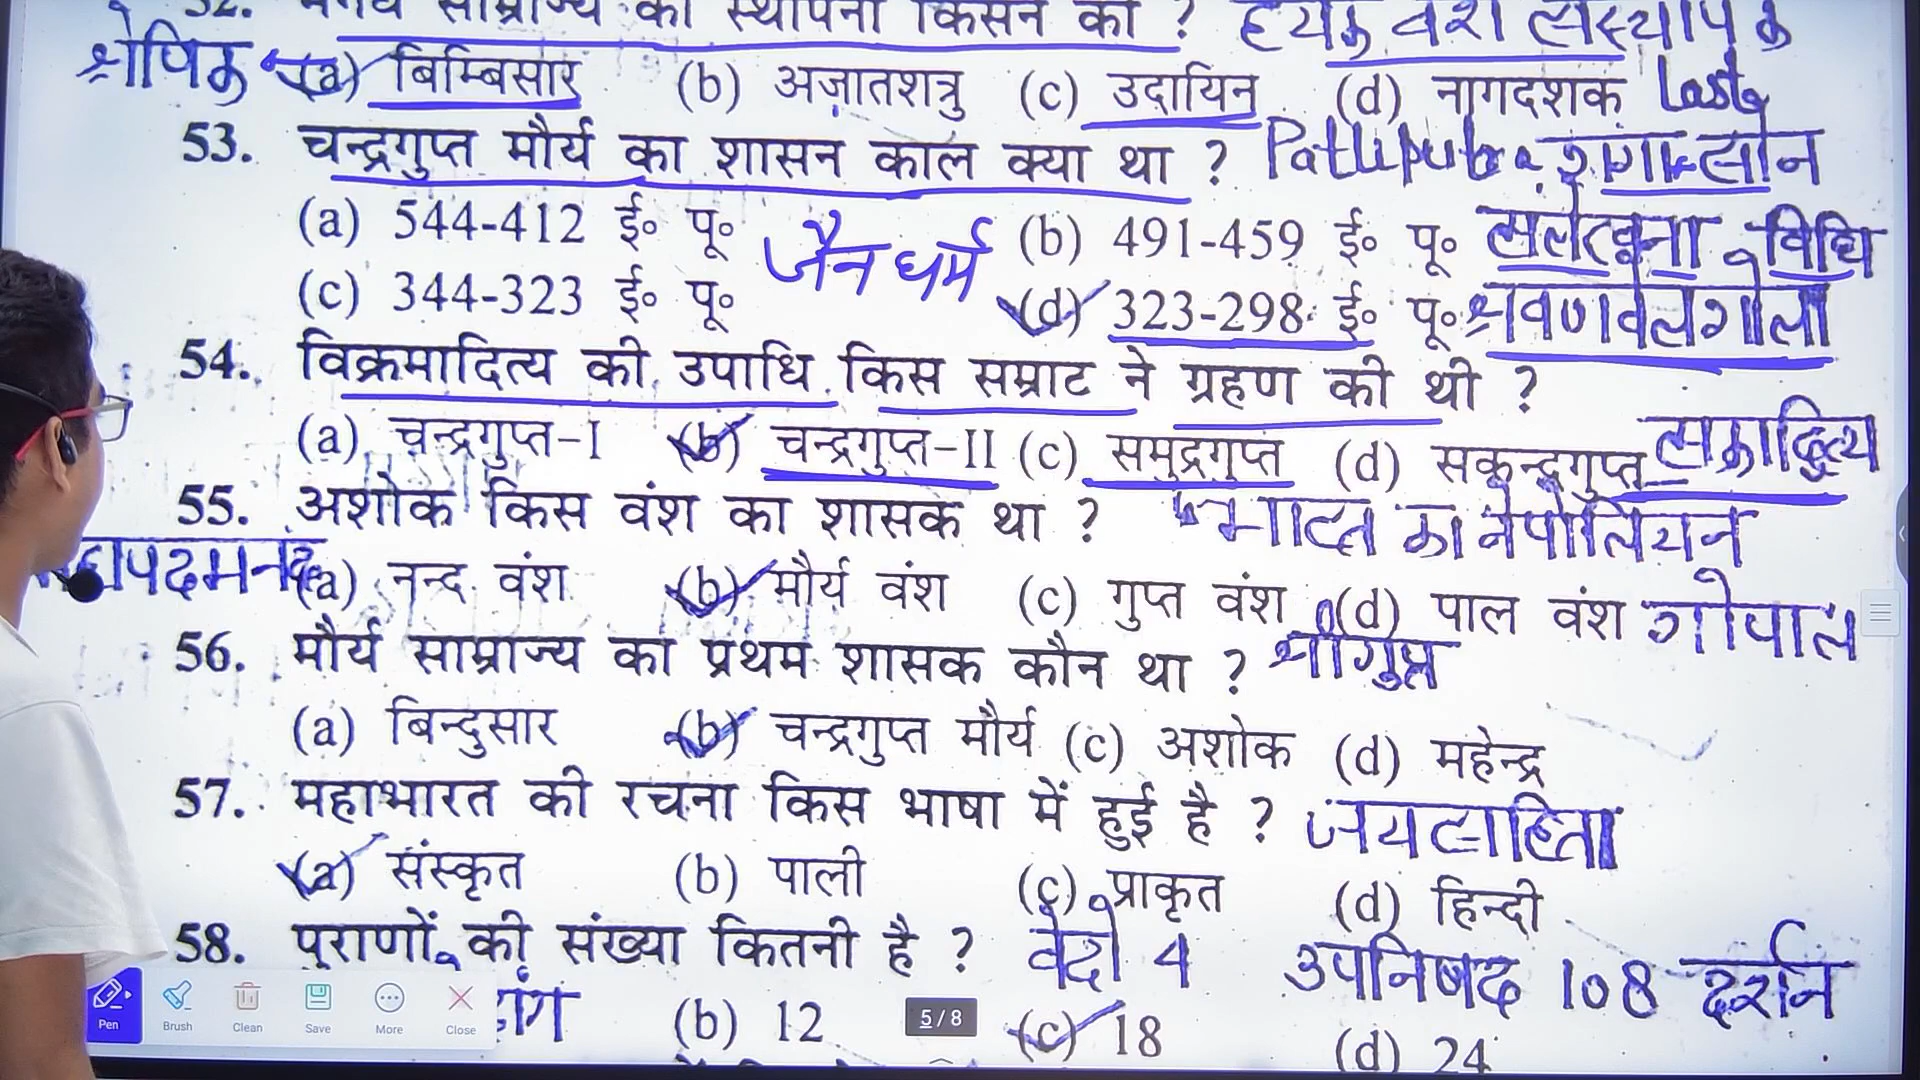 52. मगध साम्राज्य की स्थापना किसने की ? हर्यक वंश संस्थापक
श्रेणिक (a) बिम्बिसार (b) अजातशत्रु (c) उदायिन (d) नागदशक last
53. चन्द्रगुप्त मौर्य का शासन काल क्या था ? Patliputra गंगा सोन
(a) 544-412 ई० पू० जैन धर्म (b) 491-459 ई० पू० विधि
(c) 344-323 ई० पू० (d) 323-298 ई० पू० श्रवणवेलगोला
54. विक्रमादित्य की उपाधि किस सम्राट ने ग्रहण की थी ?
(a) चन्द्रगुप्त-I (b) चन्द्रगुप्त-II (c) समुद्रगुप्त (d) सकन्दगुप्त
55. अशोक किस वंश का शासक था ? भारत का नेपोलियन
(a) नन्द वंश (b) मौर्य वंश (c) गुप्त वंश (d) पाल वंश गोपाल
56. मौर्य साम्राज्य का प्रथम शासक कौन था ? श्रीगुप्त
(a) बिन्दुसार (b) चन्द्रगुप्त मौर्य (c) अशोक (d) महेन्द्र
57. महाभारत की रचना किस भाषा में हुई है ? जयसंहिता
(a) संस्कृत (b) पाली (c) प्राकृत (d) हिन्दी
58. पुराणों की संख्या कितनी है ? वेदो 4 उपनिषद 108 दर्शन
(b) 12 (c) 18 (d) 24
Pen Brush Clean Save More Close
5/8